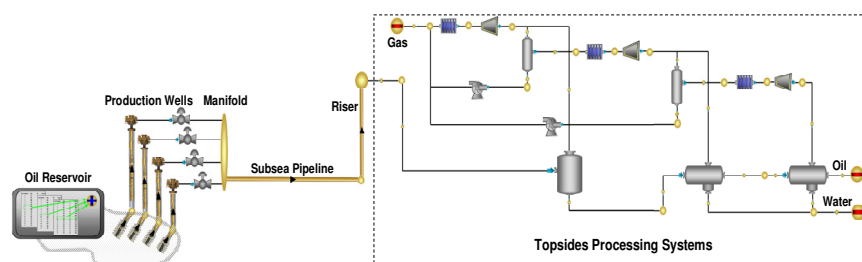 Gas
Production Wells
Manifold
Riser
Subsea Pipeline
Oil Reservoir
Oil
Water
Topsides Processing Systems